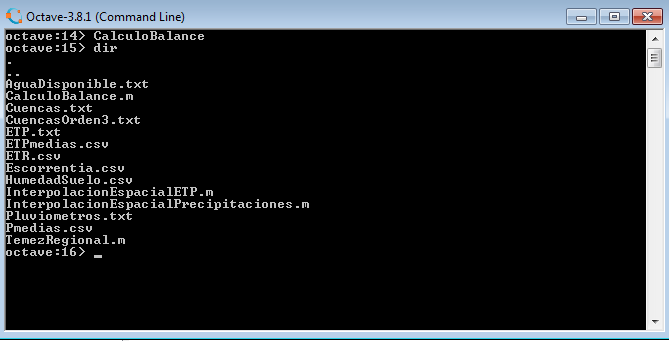 Octave-3.8.1 (Command Line)
octave:14> CalculoBalance
octave:15> dir
.
..
AguaDisponible.txt
CalculoBalance.m
Cuencas.txt
CuencasOrden3.txt
ETP.txt
ETPmedias.csv
ETR.csv
Escorrentia.csv
HumedadSuelo.csv
InterpolacionEspacialETP.m
InterpolacionEspacialPrecipitaciones.m
Pluviometros.txt
Pmedias.csv
TemezRegional.m
octave:16> _